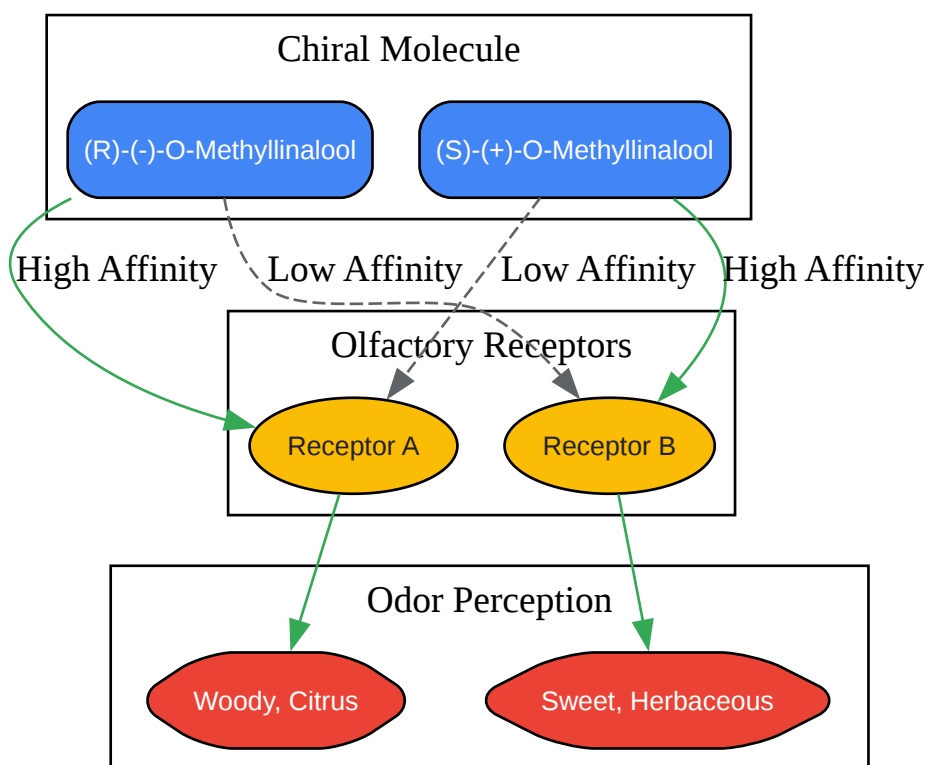 Chiral Molecule
(R)-(-)-O-Methyllinalool
(S)-(+)-O-Methyllinalool
High Affinity
Low Affinity
Low Affinity
High Affinity
Olfactory Receptors
Receptor A
Receptor B
Odor Perception
Woody, Citrus
Sweet, Herbaceous